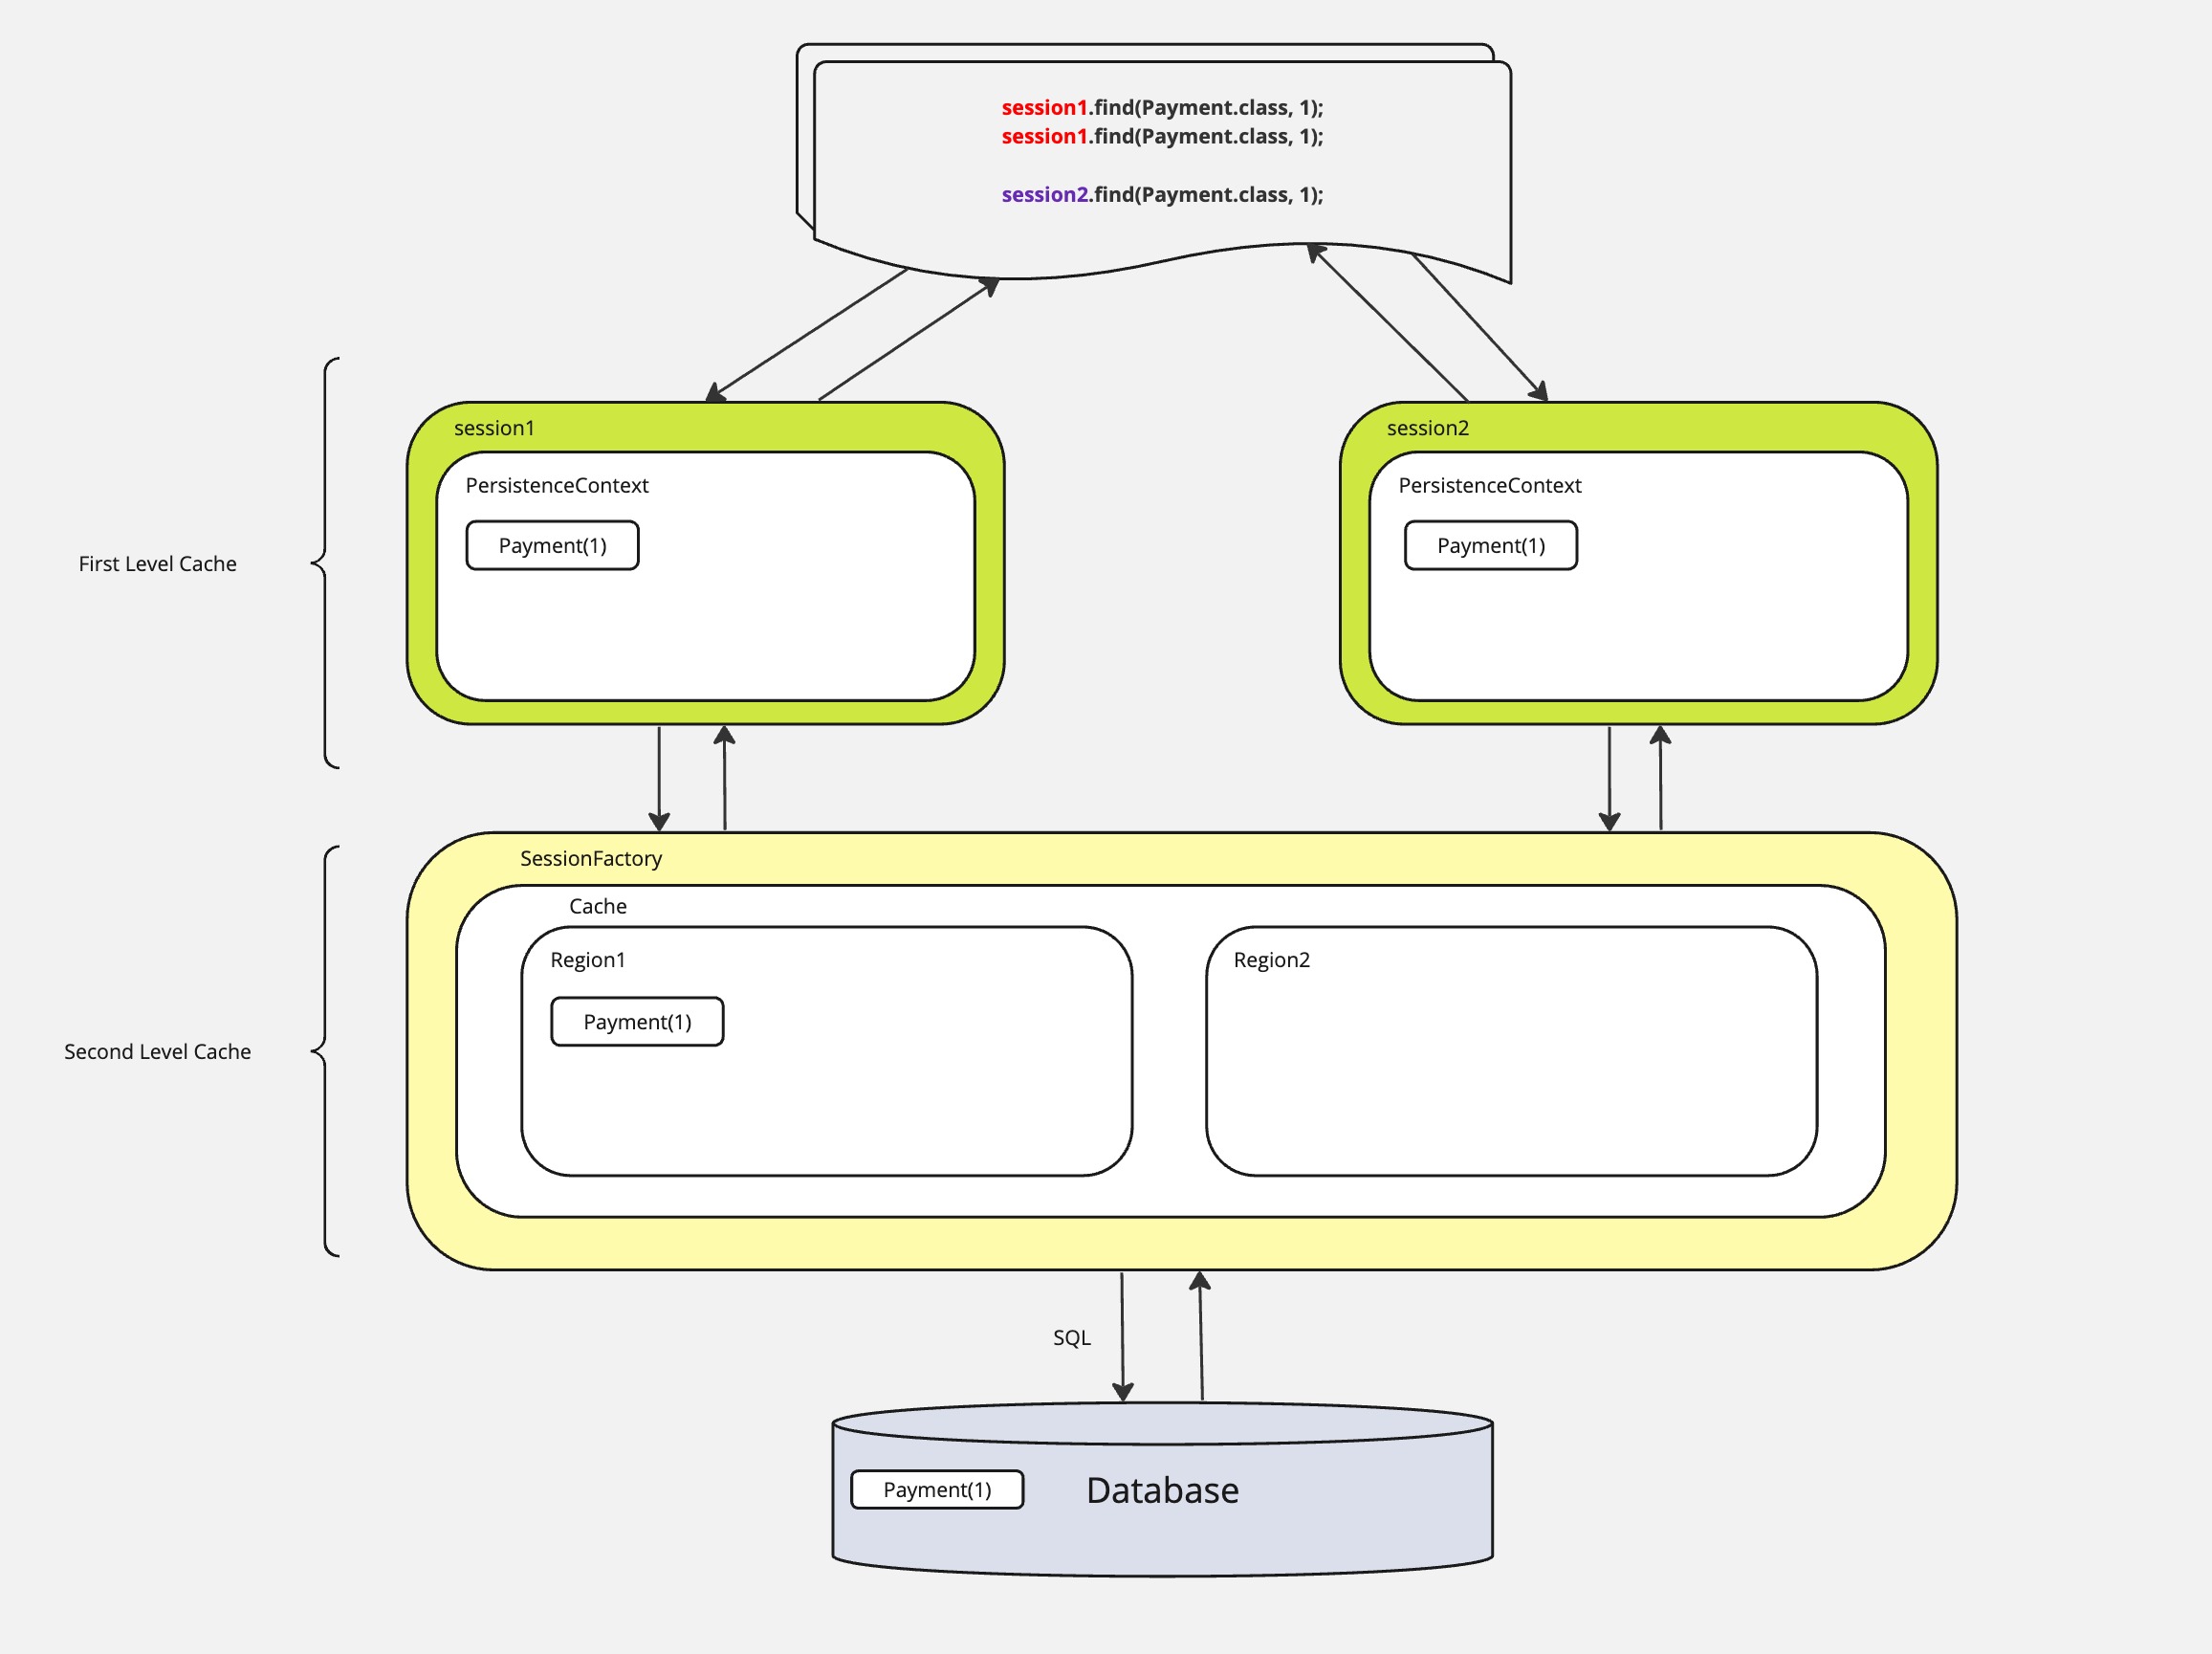 session1.find(Payment.class, 1);
session1.find(Payment.class, 1);
session2.find(Payment.class, 1);
session1
PersistenceContext
Payment(1)
session2
PersistenceContext
Payment(1)
First Level Cache
SessionFactory
Cache
Region1
Payment(1)
Region2
Second Level Cache
SQL
Payment(1)
Database